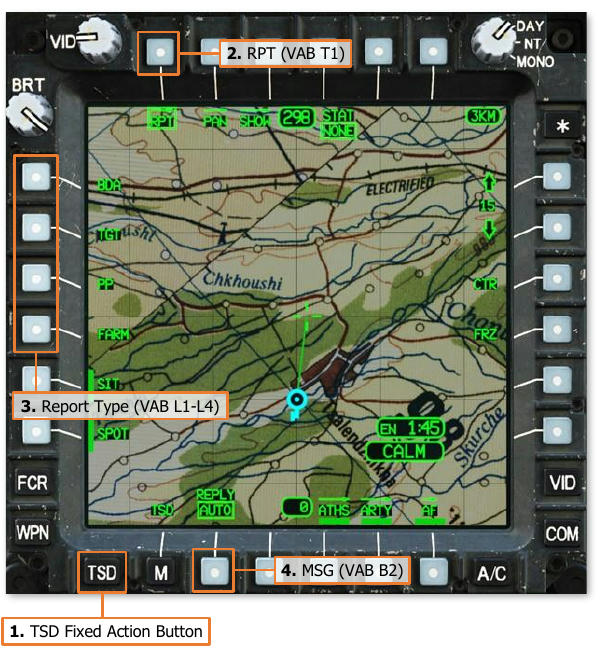 DAY
VID
NT
2. RPT (VAB T1)
MONO
BRT
RPT
PAN
SHOW
298
STAT
NONE
3KM
*
BDA
ELECTRIFIED
15
TGT
PP
Chkhoushi
CTR
FARM
FRZ
SIT
3. Report Type (VAB L1-L4)
EN 1:45
SPOT
CALM
Skurche
FCR
VID
REPLY
TSD
AUTO
0
ATHS
ARTY
AF
WPN
COM
TSD
M
4. MSG (VAB B2)
A/C
1. TSD Fixed Action Button